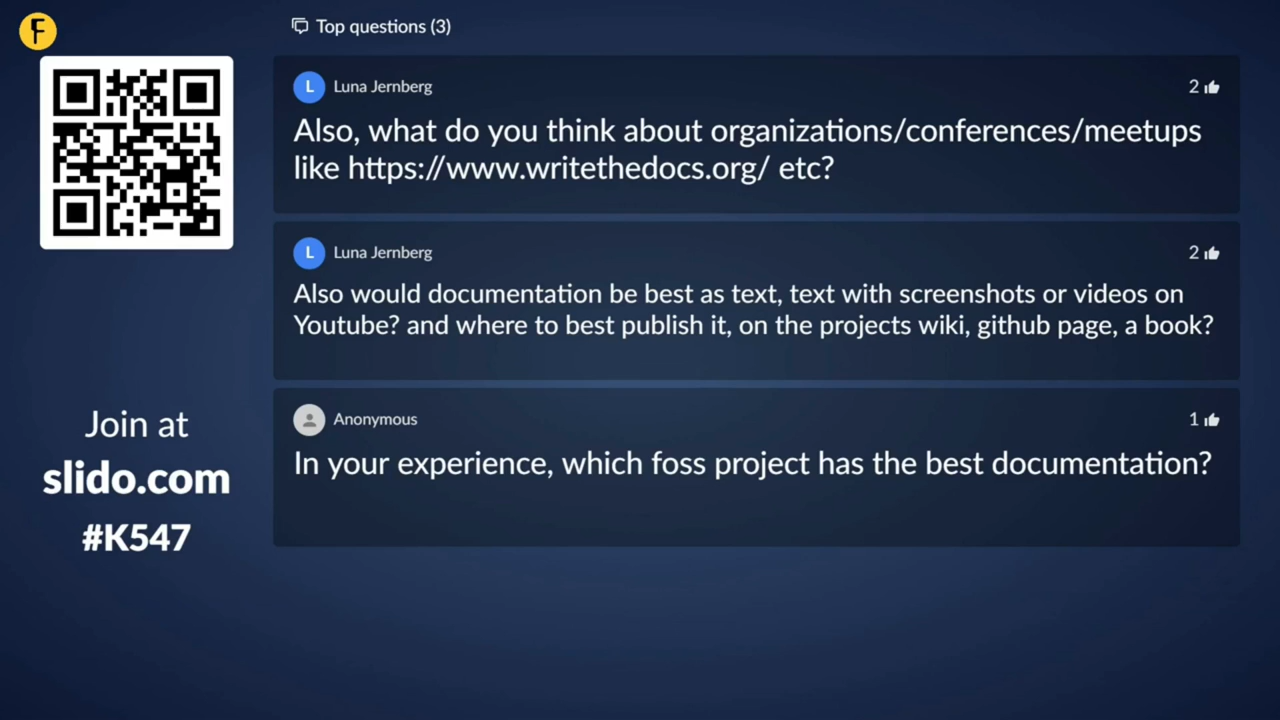 F
Top questions (3)
L Luna Jernberg 2
Also, what do you think about organizations/conferences/meetups
like https://www.writethedocs.org/ etc?
L Luna Jernberg 2
Also would documentation be best as text, text with screenshots or videos on
Youtube? and where to best publish it, on the projects wiki, github page, a book?
Anonymous 1
In your experience, which foss project has the best documentation?
Join at
slido.com
#K547